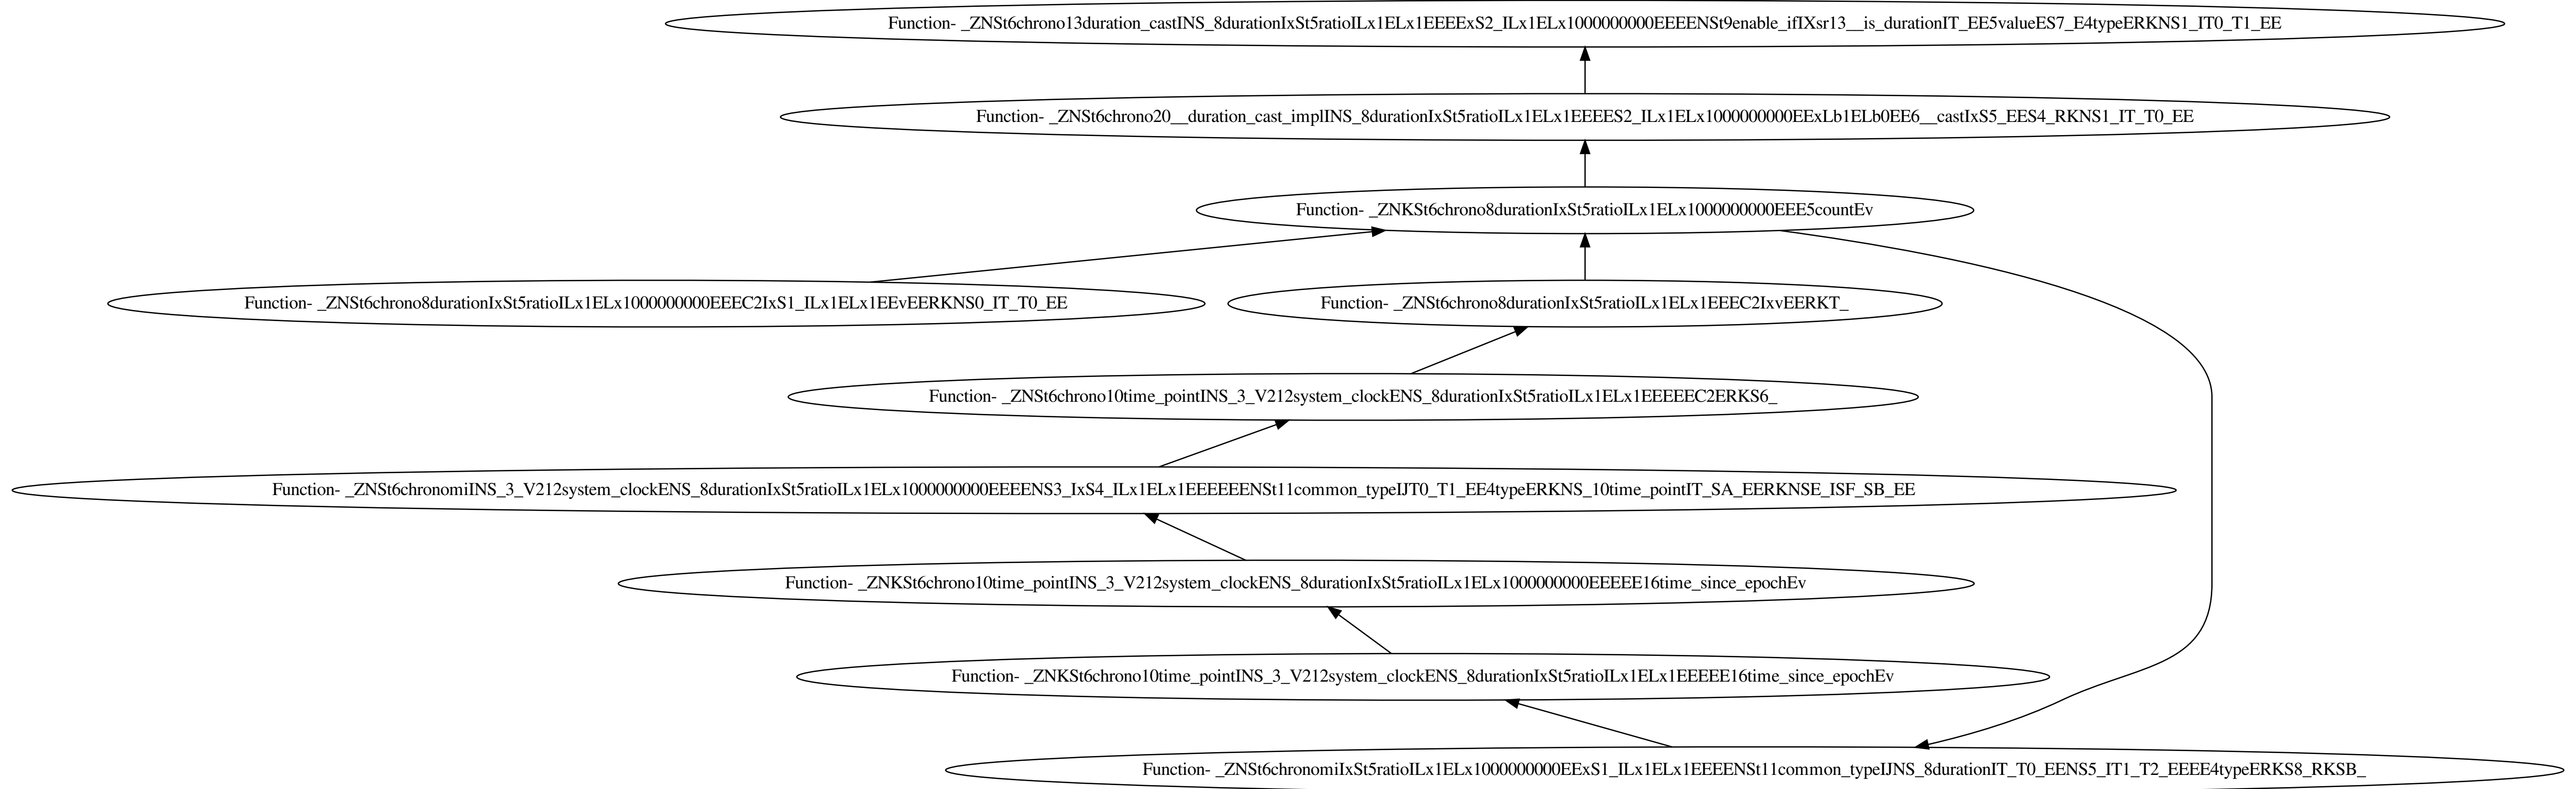 Function- _ZNSt6chrono13duration_castINS_8durationIxSt5ratioILx1ELx1EEEExS2_ILx1ELx1000000000EEEENSt9enable_ifIXsr13__is_durationIT_EE5valueES7_E4typeERKNS1_IT0_T1_EE
Function- _ZNSt6chrono20__duration_cast_implINS_8durationIxSt5ratioILx1ELx1EEEES2_ILx1ELx1000000000EExLb1ELb0EE6__castIxS5_EES4_RKNS1_IT_T0_EE
Function- _ZNKSt6chrono8durationIxSt5ratioILx1ELx1000000000EEE5countEv
Function- _ZNSt6chrono8durationIxSt5ratioILx1ELx1000000000EEEC2IxS1_ILx1ELx1EEvEERKNS0_IT_T0_EE
Function- _ZNSt6chrono8durationIxSt5ratioILx1ELx1EEEC2IxvEERKT_
Function- _ZNSt6chrono10time_pointINS_3_V212system_clockENS_8durationIxSt5ratioILx1ELx1EEEEEC2ERKS6_
Function- _ZNSt6chronomiINS_3_V212system_clockENS_8durationIxSt5ratioILx1ELx1000000000EEEENS3_IxS4_ILx1ELx1EEEEEENSt11common_typeIJT0_T1_EE4typeERKNS_10time_pointIT_SA_EERKNSE_ISF_SB_EE
Function- _ZNKSt6chrono10time_pointINS_3_V212system_clockENS_8durationIxSt5ratioILx1ELx1000000000EEEEE16time_since_epochEv
Function- _ZNKSt6chrono10time_pointINS_3_V212system_clockENS_8durationIxSt5ratioILx1ELx1EEEEE16time_since_epochEv
Function- _ZNSt6chronomiIxSt5ratioILx1ELx1000000000EExS1_ILx1ELx1EEEENSt11common_typeIJNS_8durationIT_T0_EENS5_IT1_T2_EEEE4typeERKS8_RKSB_